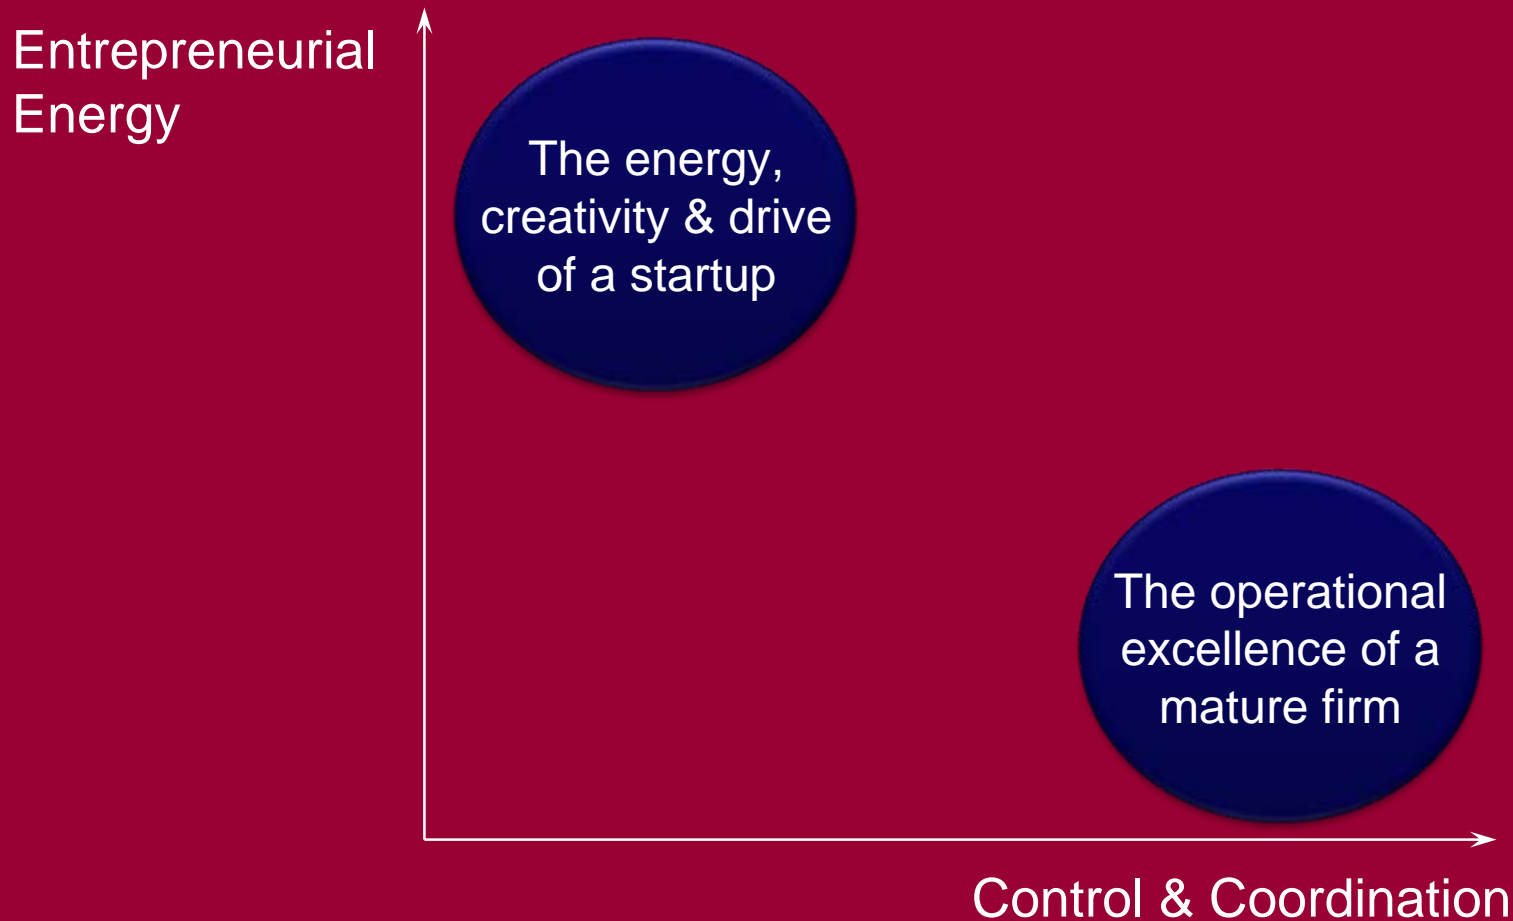 Entrepreneurial
Energy
The energy,
creativity & drive
of a startup
The operational
excellence of a
mature firm
Control & Coordination